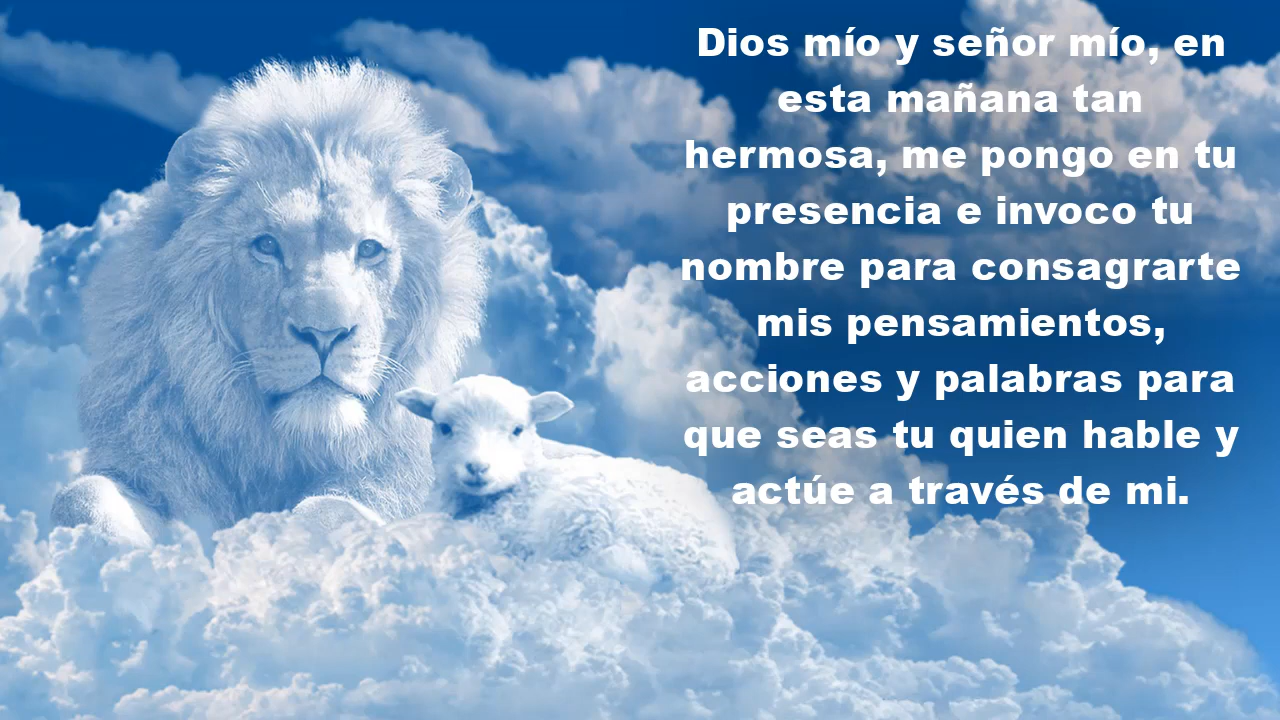 Dios mío y señor mío, en
esta mañana tan
hermosa, me pongo en tu
presencia e invoco tu
nombre para consagrarte
mis pensamientos,
acciones y palabras para
que seas tu quien hable y
actúe a través de mi.